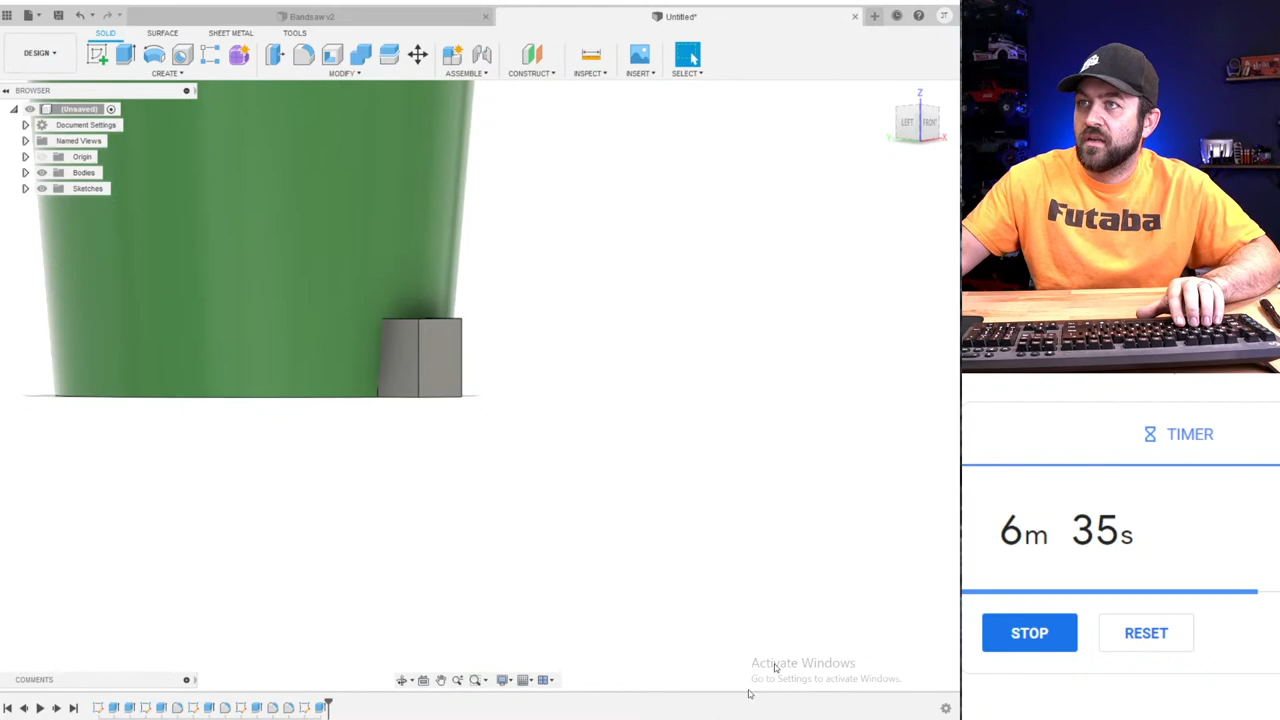 Bandsaw v2
Untitled*
JT
DESIGN
SOLID
SURFACE
SHEET METAL
TOOLS
CREATE
MODIFY
ASSEMBLE
CONSTRUCT
INSPECT
INSERT
SELECT
BROWSER
(Unsaved)
Document Settings
Named Views
Origin
Bodies
Sketches
Z
LEFT
FRONT
Y
X
Futaba
TIMER
6m 35s
STOP
RESET
Activate Windows
Go to Settings to activate Windows.
COMMENTS